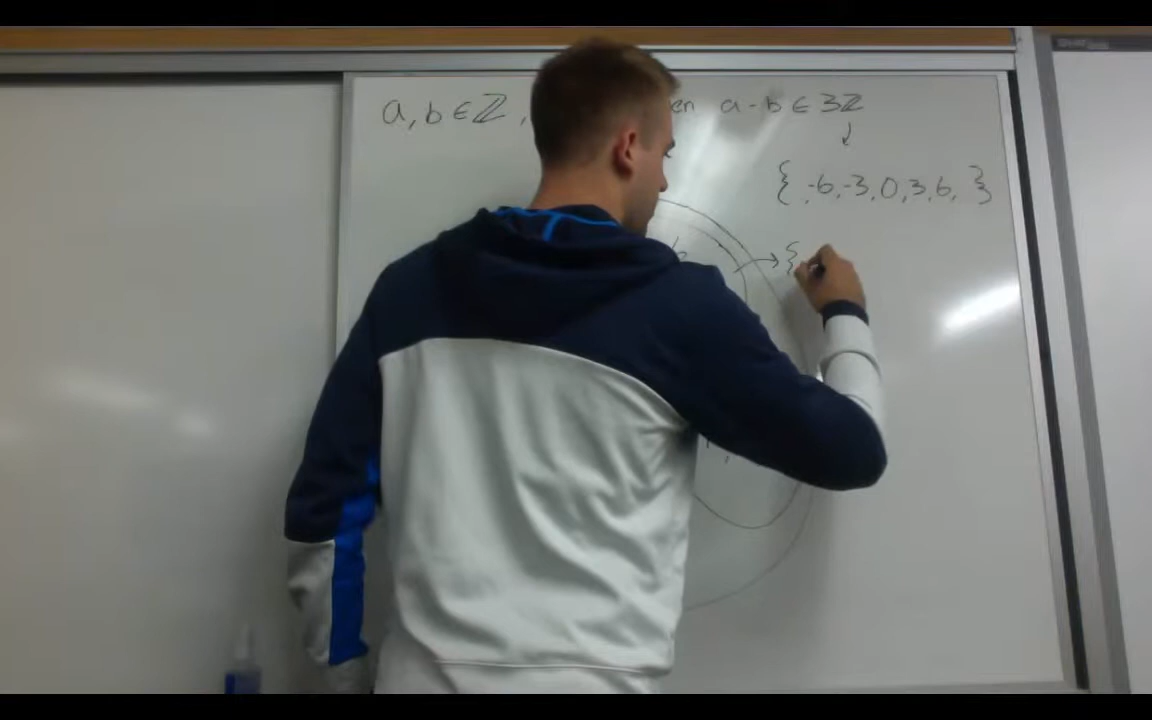 a, b ∈ ℤ, en a - b ∈ 3ℤ
↓
{ , -6, -3, 0, 3, 6, }
→ {